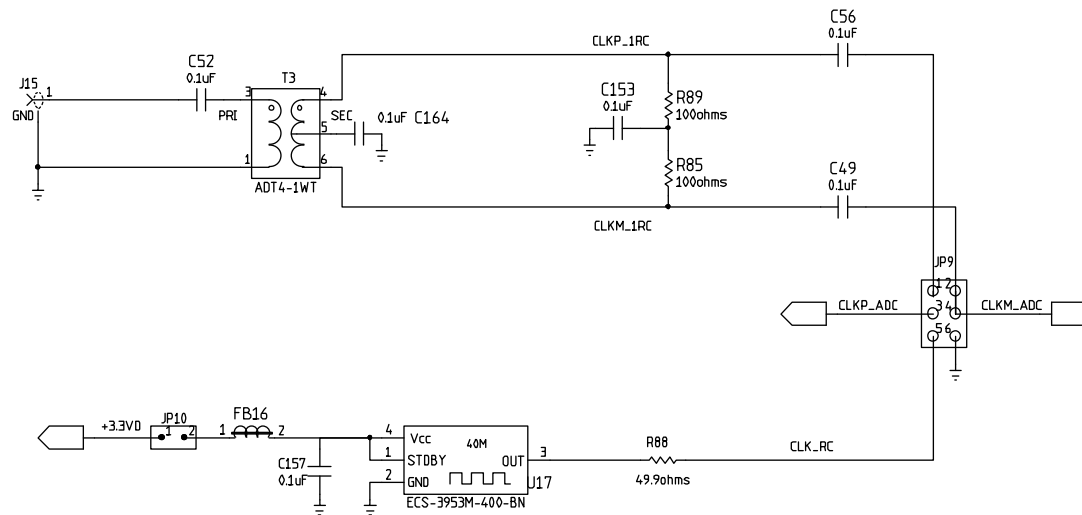 C56
0.1uF
CLKP_1RC
C52
0.1uF
T3
J15
1
GND
3
PRI
4
SEC
5
0.1uF C164
1
6
ADT4-1WT
C153
0.1uF
R89
100ohms
R85
100ohms
C49
0.1uF
CLKM_1RC
JP9
1 2
3 4
5 6
CLKP_ADC
CLKM_ADC
+3.3VD
JP10
1 2
FB16
1 2
C157
0.1uF
4
Vcc
40M
1
STDBY
OUT
3
2
GND
U17
ECS-3953M-400-BN
R88
49.9ohms
CLK_RC